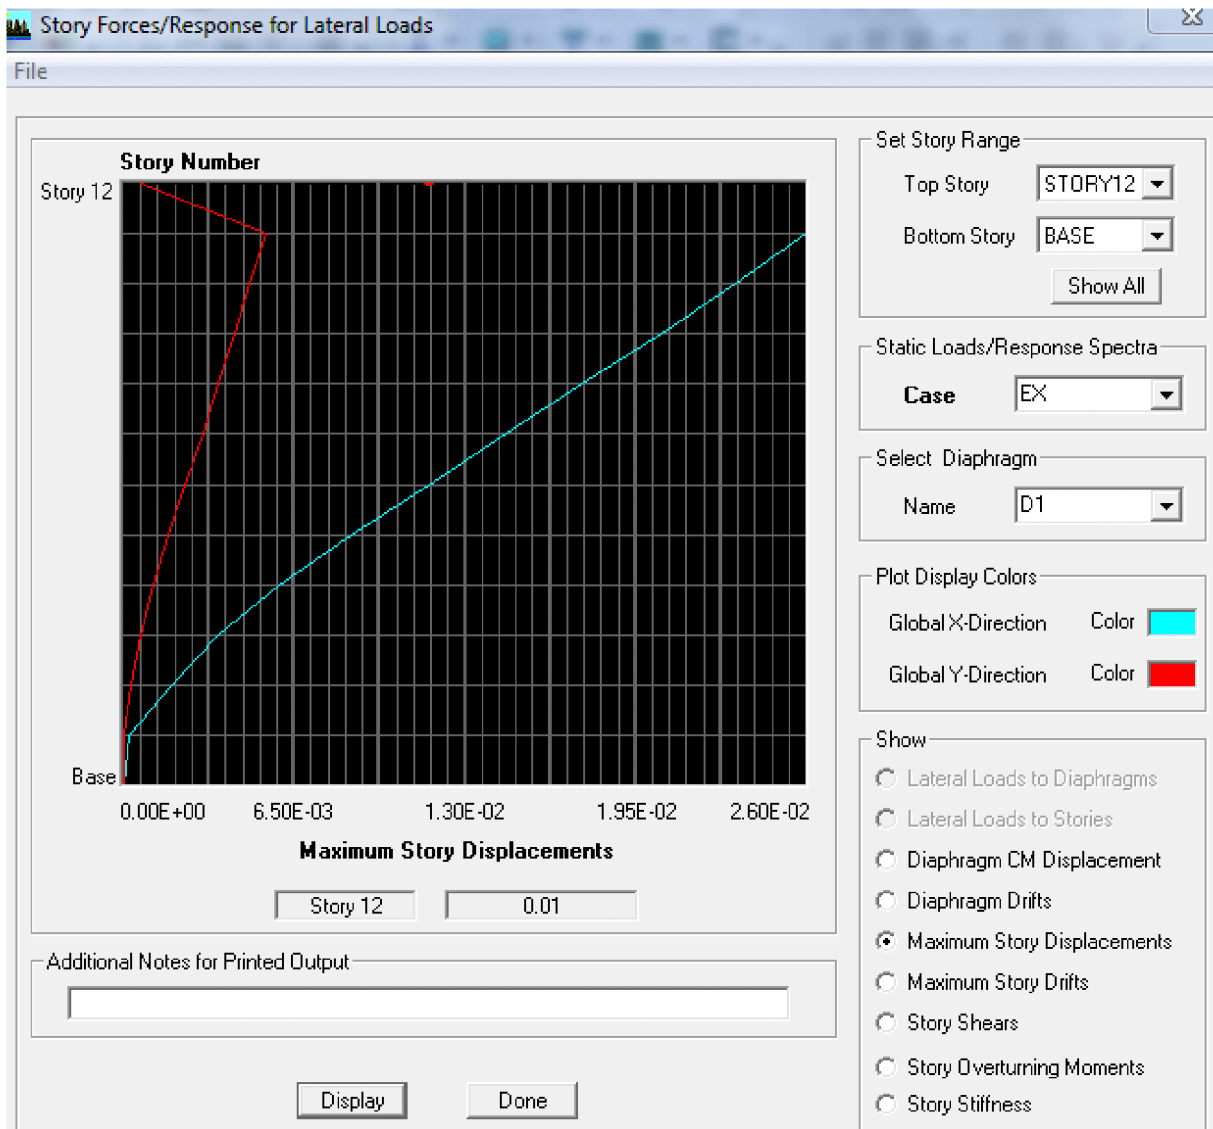 Story Forces/Response for Lateral Loads
File
Story Number
Story 12
Base
0.00E+00 6.50E-03 1.30E-02 1.95E-02 2.60E-02
Maximum Story Displacements
Story 12 0.01
Additional Notes for Printed Output
Display Done
Set Story Range
Top Story STORY12
Bottom Story BASE
Show All
Static Loads/Response Spectra
Case EX
Select Diaphragm
Name D1
Plot Display Colors
Global X-Direction Color
Global Y-Direction Color
Show
Lateral Loads to Diaphragms
Lateral Loads to Stories
Diaphragm CM Displacement
Diaphragm Drifts
Maximum Story Displacements
Maximum Story Drifts
Story Shears
Story Overturning Moments
Story Stiffness